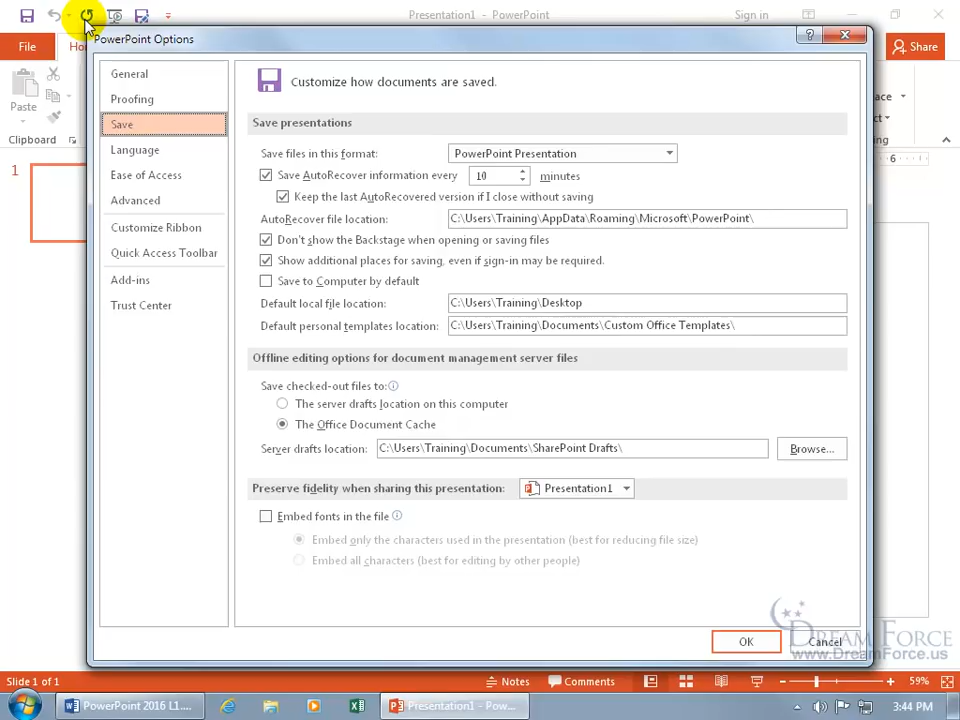 Presentation1 - PowerPoint
Sign in
PowerPoint Options
File
Share
Paste
Clipboard
General
Proofing
Save
Language
Ease of Access
Advanced
Customize Ribbon
Quick Access Toolbar
Add-ins
Trust Center
Customize how documents are saved.
Save presentations
Save files in this format: PowerPoint Presentation
Save AutoRecover information every 10 minutes
Keep the last AutoRecovered version if I close without saving
AutoRecover file location: C:\Users\Training\AppData\Roaming\Microsoft\PowerPoint\
Don't show the Backstage when opening or saving files
Show additional places for saving, even if sign-in may be required.
Save to Computer by default
Default local file location: C:\Users\Training\Desktop
Default personal templates location: C:\Users\Training\Documents\Custom Office Templates\
Offline editing options for document management server files
Save checked-out files to:
The server drafts location on this computer
The Office Document Cache
Server drafts location: C:\Users\Training\Documents\SharePoint Drafts\ Browse...
Preserve fidelity when sharing this presentation: Presentation1
Embed fonts in the file
Embed only the characters used in the presentation (best for reducing file size)
Embed all characters (best for editing by other people)
OK
Cancel
1
6
DREAM FORCE
www.DreamForce.us
Slide 1 of 1
Notes
Comments
59%
PowerPoint 2016 L1...
Presentation1 - Pow...
3:44 PM